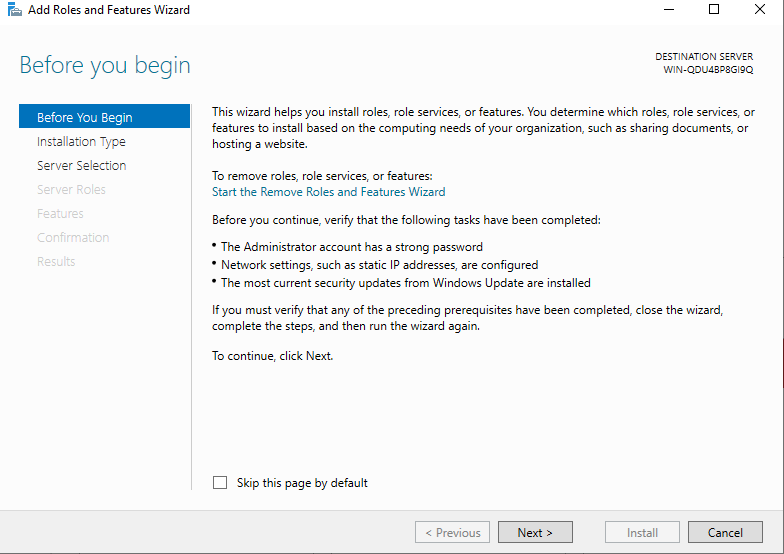 Add Roles and Features Wizard
Before you begin
DESTINATION SERVER
WIN-QDU4BP8GI9Q
Before You Begin
Installation Type
Server Selection
Server Roles
Features
Confirmation
Results
This wizard helps you install roles, role services, or features. You determine which roles, role services, or
features to install based on the computing needs of your organization, such as sharing documents, or
hosting a website.
To remove roles, role services, or features:
Start the Remove Roles and Features Wizard
Before you continue, verify that the following tasks have been completed:
• The Administrator account has a strong password
• Network settings, such as static IP addresses, are configured
• The most current security updates from Windows Update are installed
If you must verify that any of the preceding prerequisites have been completed, close the wizard,
complete the steps, and then run the wizard again.
To continue, click Next.
Skip this page by default
< Previous
Next >
Install
Cancel